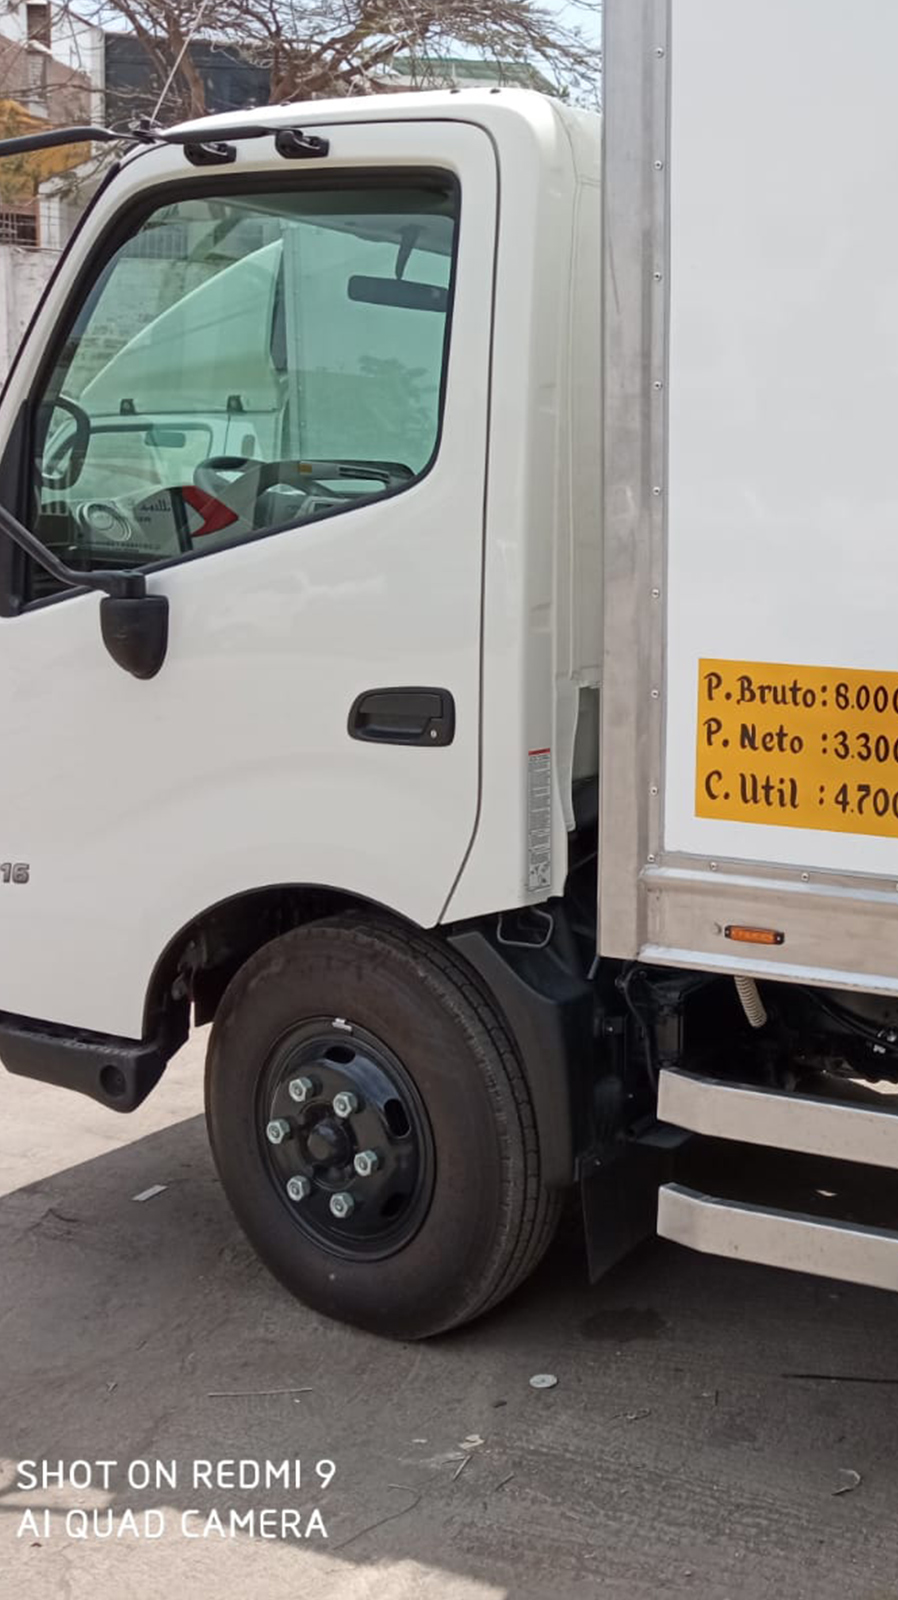 P. Bruto: 8.000
P. Neto : 3.300
C. Util : 4.700
16
SHOT ON REDMI 9
AI QUAD CAMERA